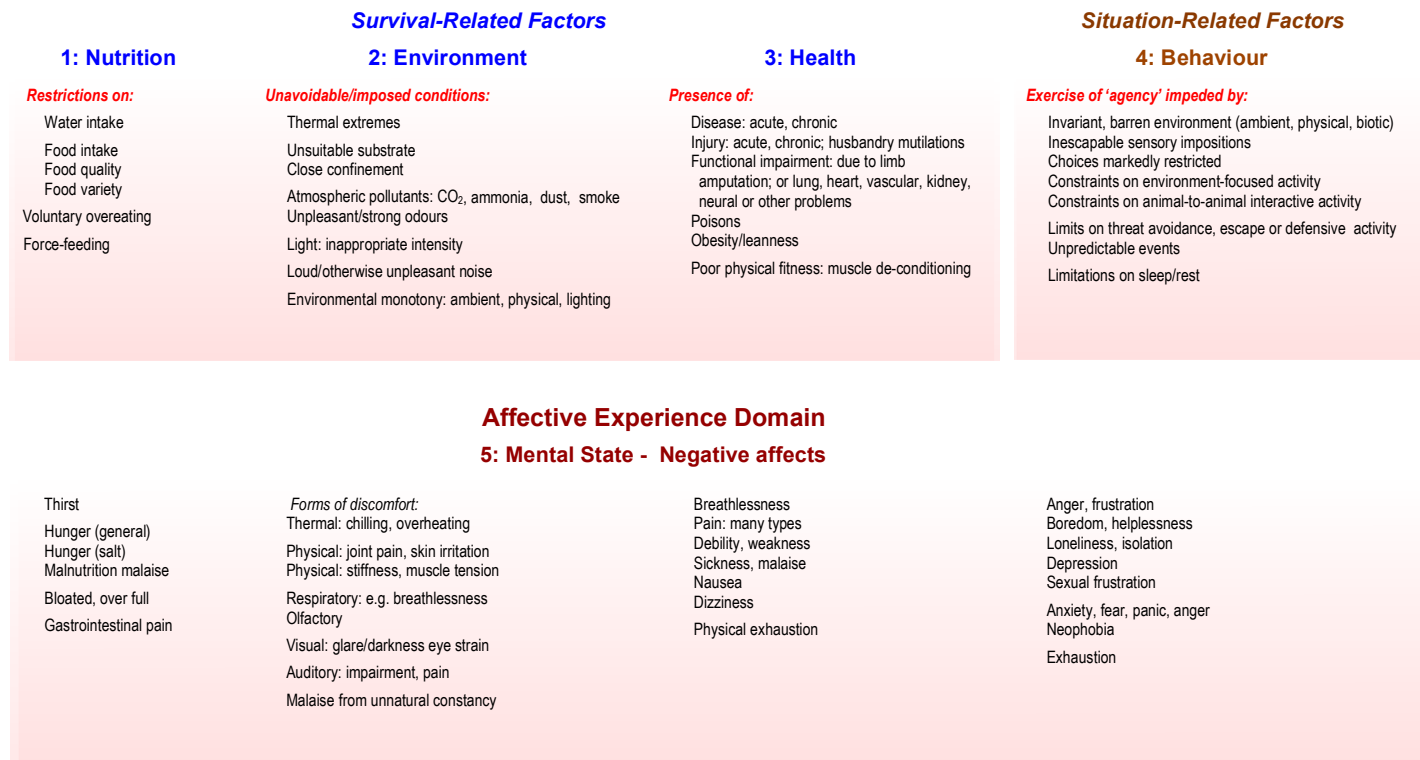 Survival-Related Factors
Situation-Related Factors
1: Nutrition
2: Environment
3: Health
4: Behaviour
Restrictions on:
Water intake
Food intake
Food quality
Food variety
Voluntary overeating
Force-feeding
Unavoidable/imposed conditions:
Thermal extremes
Unsuitable substrate
Close confinement
Atmospheric pollutants: CO₂, ammonia, dust, smoke
Unpleasant/strong odours
Light: inappropriate intensity
Loud/otherwise unpleasant noise
Environmental monotony: ambient, physical, lighting
Presence of:
Disease: acute, chronic
Injury: acute, chronic; husbandry mutilations
Functional impairment: due to limb
amputation; or lung, heart, vascular, kidney,
neural or other problems
Poisons
Obesity/leanness
Poor physical fitness: muscle de-conditioning
Exercise of ‘agency’ impeded by:
Invariant, barren environment (ambient, physical, biotic)
Inescapable sensory impositions
Choices markedly restricted
Constraints on environment-focused activity
Constraints on animal-to-animal interactive activity
Limits on threat avoidance, escape or defensive activity
Unpredictable events
Limitations on sleep/rest
Affective Experience Domain
5: Mental State - Negative affects
Thirst
Hunger (general)
Hunger (salt)
Malnutrition malaise
Bloated, over full
Gastrointestinal pain
Forms of discomfort:
Thermal: chilling, overheating
Physical: joint pain, skin irritation
Physical: stiffness, muscle tension
Respiratory: e.g. breathlessness
Olfactory
Visual: glare/darkness eye strain
Auditory: impairment, pain
Malaise from unnatural constancy
Breathlessness
Pain: many types
Debility, weakness
Sickness, malaise
Nausea
Dizziness
Physical exhaustion
Anger, frustration
Boredom, helplessness
Loneliness, isolation
Depression
Sexual frustration
Anxiety, fear, panic, anger
Neophobia
Exhaustion